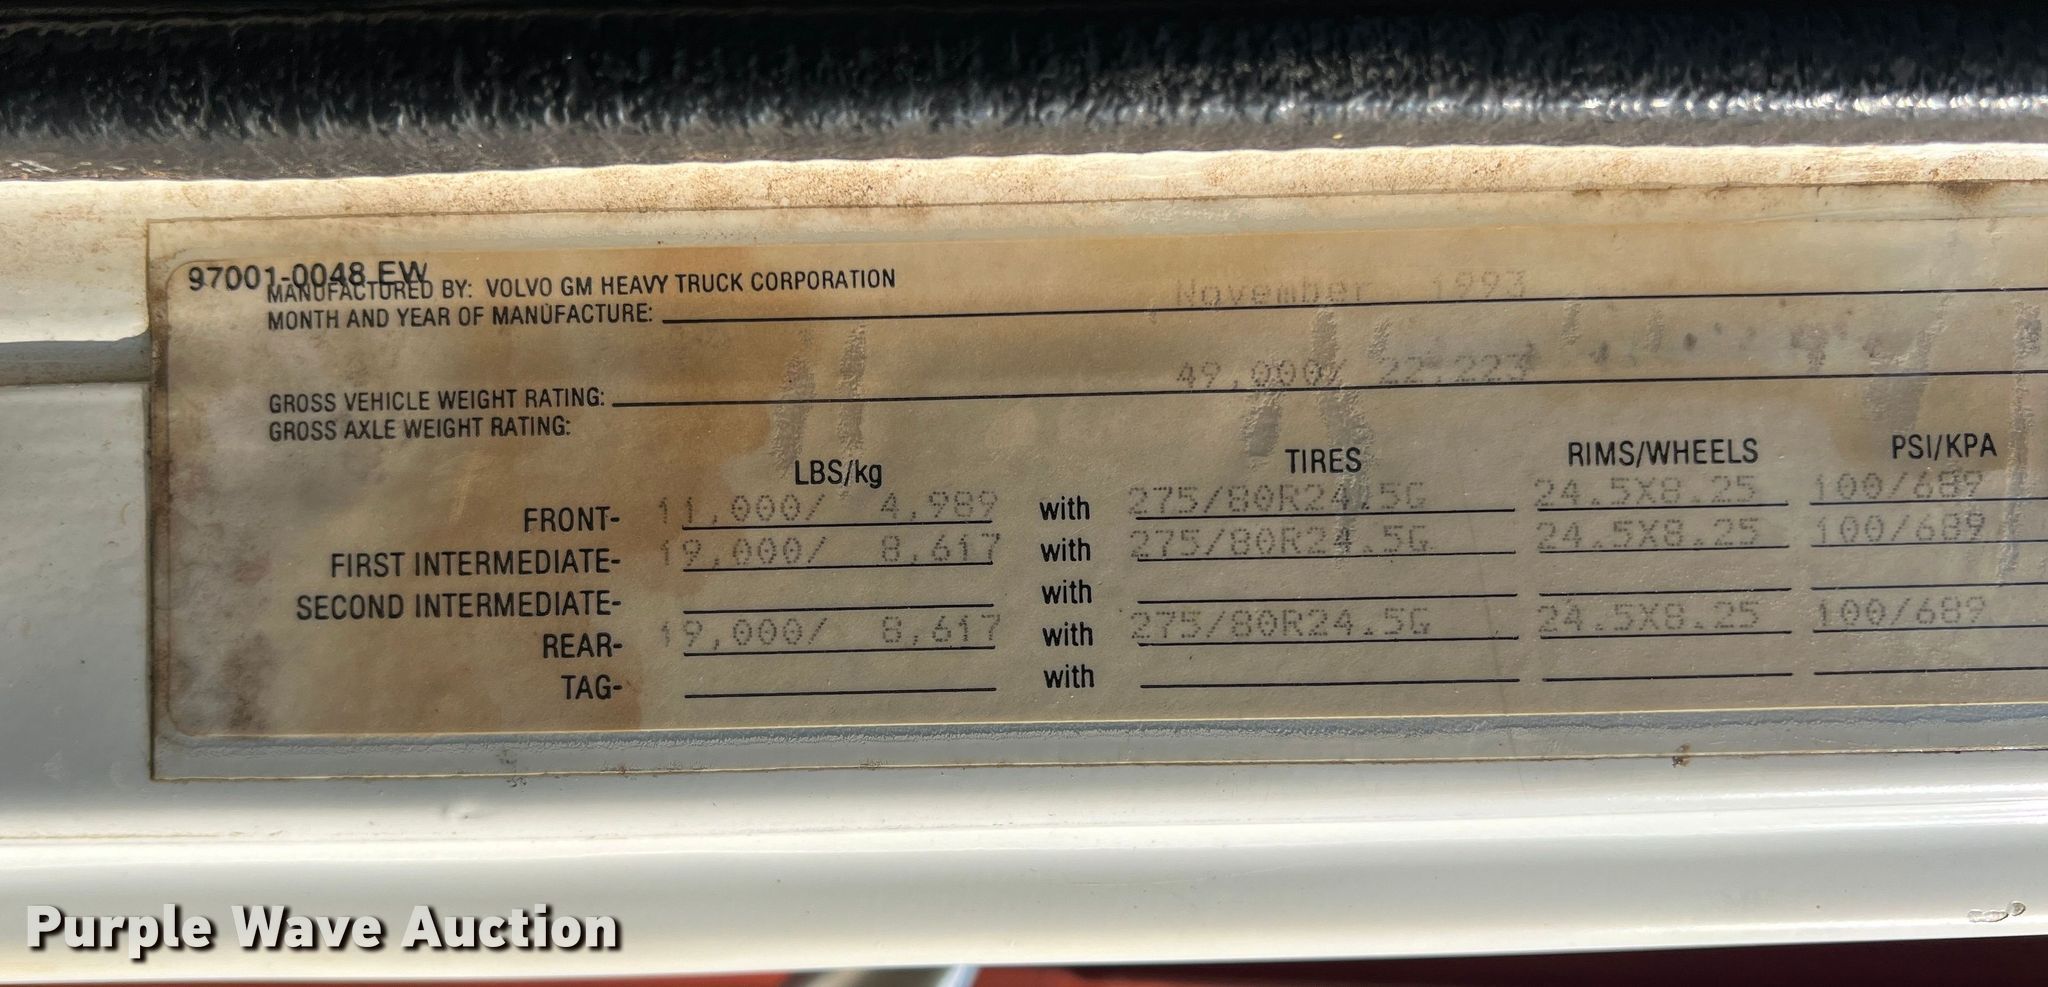 97001-0048 EW
MANUFACTURED BY: VOLVO GM HEAVY TRUCK CORPORATION
MONTH AND YEAR OF MANUFACTURE: November 1993
GROSS VEHICLE WEIGHT RATING: 49,000/ 22,223
GROSS AXLE WEIGHT RATING:
LBS/kg TIRES RIMS/WHEELS PSI/KPA
FRONT- 11,000/ 4,989 with 275/80R24.5G 24.5X8.25 100/689
FIRST INTERMEDIATE- 19,000/ 8,617 with 275/80R24.5G 24.5X8.25 100/689
SECOND INTERMEDIATE- with
REAR- 19,000/ 8,617 with 275/80R24.5G 24.5X8.25 100/689
TAG- with
Purple Wave Auction